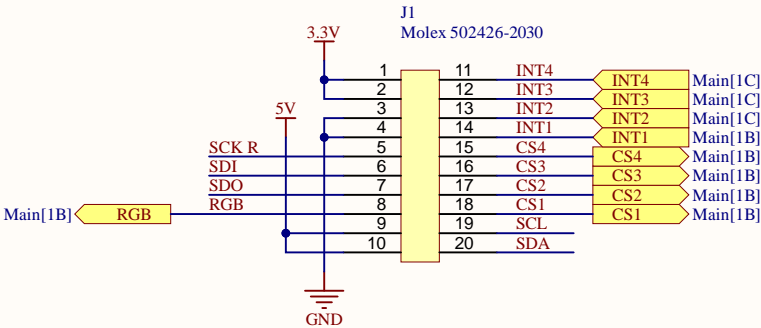 J1
Molex 502426-2030
3.3V
5V
1 11 INT4 INT4 Main[1C]
2 12 INT3 INT3 Main[1C]
3 13 INT2 INT2 Main[1C]
4 14 INT1 INT1 Main[1B]
SCK R 5 15 CS4 CS4 Main[1B]
SDI 6 16 CS3 CS3 Main[1B]
SDO 7 17 CS2 CS2 Main[1B]
Main[1B] RGB RGB 8 18 CS1 CS1 Main[1B]
9 19 SCL
10 20 SDA
GND